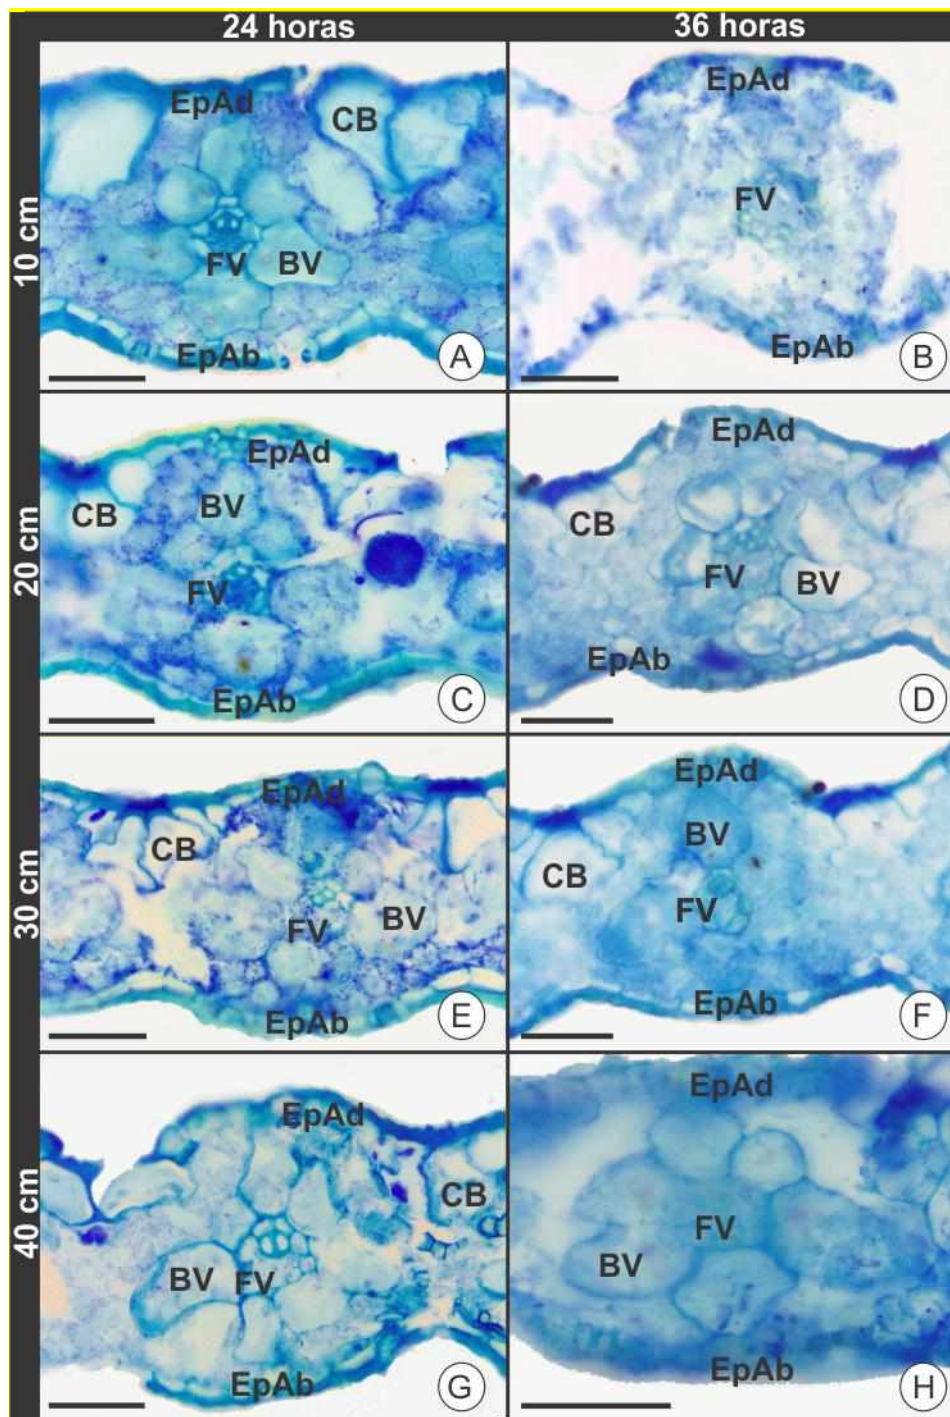 24 horas 36 horas
10 cm
EpAd
CB
FV BV
EpAb
A
EpAd
FV
EpAb
B
20 cm
EpAd
BV
CB
FV
EpAb
C
EpAd
CB
FV BV
EpAb
D
30 cm
EpAd
CB
BV
FV
EpAb
E
EpAd
BV
CB
FV
EpAb
F
40 cm
EpAd
CB
BV FV
EpAb
G
EpAd
FV
BV
EpAb
H